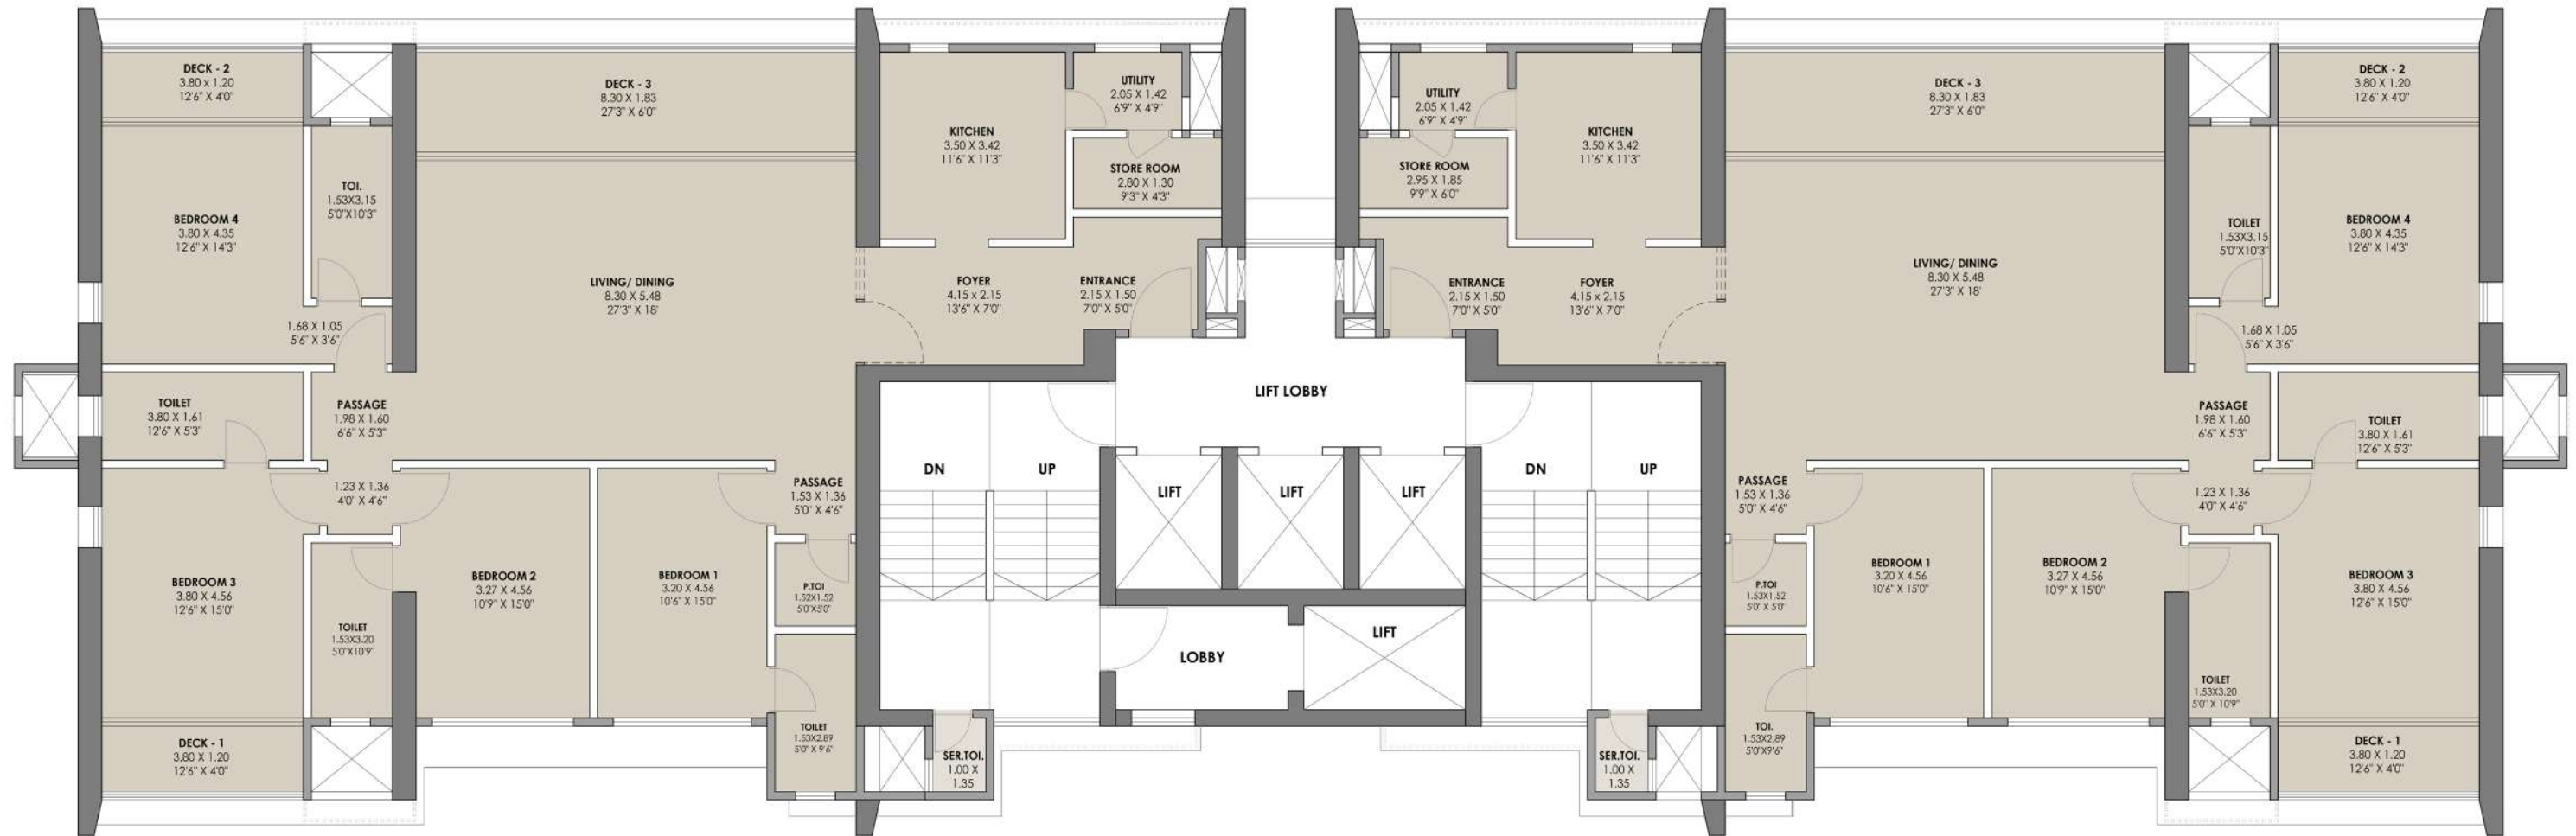 DECK - 2
3.80 x 1.20
12'6" X 4'0"
DECK - 3
8.30 X 1.83
27'3" X 6'0"
KITCHEN
3.50 X 3.42
11'6" X 11'3"
UTILITY
2.05 X 1.42
6'9" X 4'9"
STORE ROOM
2.80 X 1.30
9'3" X 4'3"
TOI.
1.53X3.15
5'0"X10'3"
BEDROOM 4
3.80 X 4.35
12'6" X 14'3"
LIVING/ DINING
8.30 X 5.48
27'3" X 18'
FOYER
4.15 x 2.15
13'6" X 7'0"
ENTRANCE
2.15 X 1.50
7'0" X 5'0"
1.68 X 1.05
5'6" X 3'6"
TOILET
3.80 X 1.61
12'6" X 5'3"
PASSAGE
1.98 X 1.60
6'6" X 5'3"
1.23 X 1.36
4'0" X 4'6"
PASSAGE
1.53 X 1.36
5'0" X 4'6"
BEDROOM 3
3.80 X 4.56
12'6" X 15'0"
BEDROOM 2
3.27 X 4.56
10'9" X 15'0"
BEDROOM 1
3.20 X 4.56
10'6" X 15'0"
P.TOI
1.52X1.52
5'0"X5'0"
TOILET
1.53X3.20
5'0"X10'9"
TOILET
1.53X2.89
5'0" X 9'6"
DECK - 1
3.80 X 1.20
12'6" X 4'0"
SER.TOI.
1.00 X
1.35
DN
UP
LIFT LOBBY
LIFT
LIFT
LIFT
LOBBY
LIFT
DN
UP
SER.TOI.
1.00 X
1.35
UTILITY
2.05 X 1.42
6'9" X 4'9"
KITCHEN
3.50 X 3.42
11'6" X 11'3"
STORE ROOM
2.95 X 1.85
9'9" X 6'0"
DECK - 3
8.30 X 1.83
27'3" X 6'0"
DECK - 2
3.80 X 1.20
12'6" X 4'0"
TOILET
1.53X3.15
5'0"X10'3"
BEDROOM 4
3.80 X 4.35
12'6" X 14'3"
ENTRANCE
2.15 X 1.50
7'0" X 5'0"
FOYER
4.15 x 2.15
13'6" X 7'0"
LIVING/ DINING
8.30 X 5.48
27'3" X 18'
1.68 X 1.05
5'6" X 3'6"
PASSAGE
1.98 X 1.60
6'6" X 5'3"
TOILET
3.80 X 1.61
12'6" X 5'3"
PASSAGE
1.53 X 1.36
5'0" X 4'6"
1.23 X 1.36
4'0" X 4'6"
P.TOI
1.53X1.52
5'0" X 5'0"
BEDROOM 1
3.20 X 4.56
10'6" X 15'0"
BEDROOM 2
3.27 X 4.56
10'9" X 15'0"
BEDROOM 3
3.80 X 4.56
12'6" X 15'0"
TOI.
1.53X2.89
5'0"X9'6"
TOILET
1.53X3.20
5'0" X 10'9"
DECK - 1
3.80 X 1.20
12'6" X 4'0"